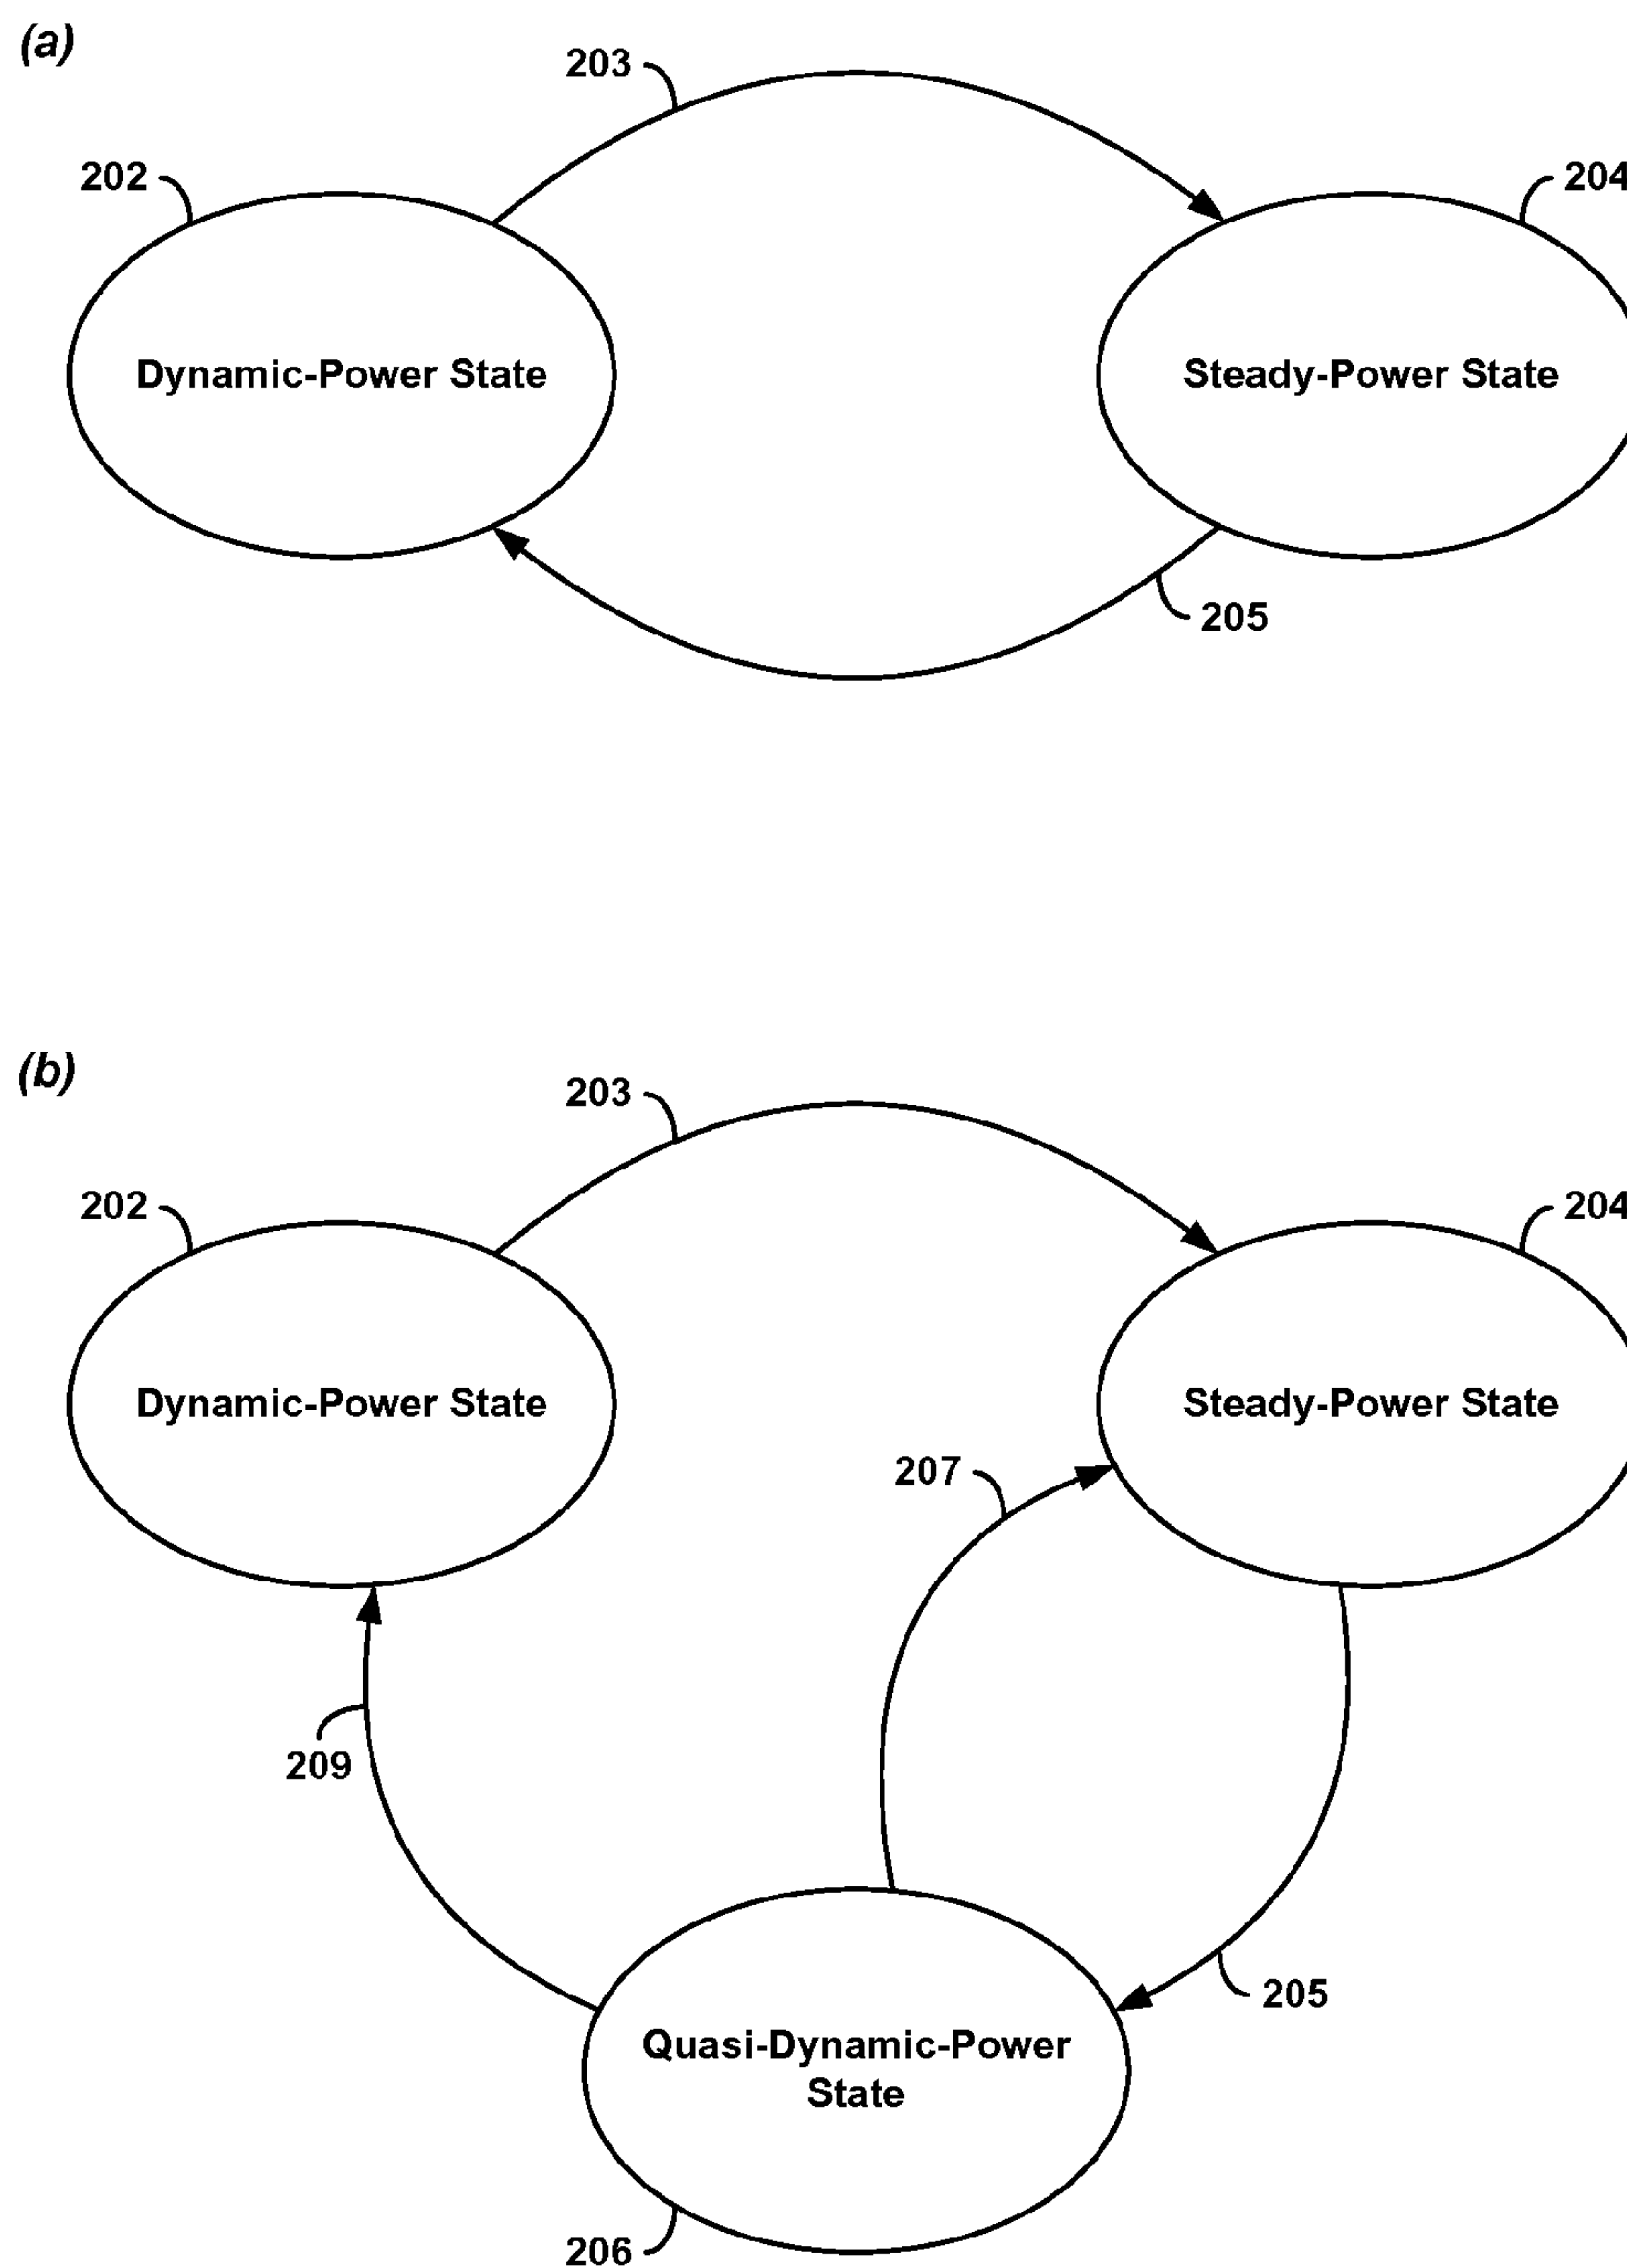 (a)
203
202
204
Dynamic-Power State
Steady-Power State
205
(b)
203
202
204
Dynamic-Power State
Steady-Power State
207
209
205
Quasi-Dynamic-Power
State
206